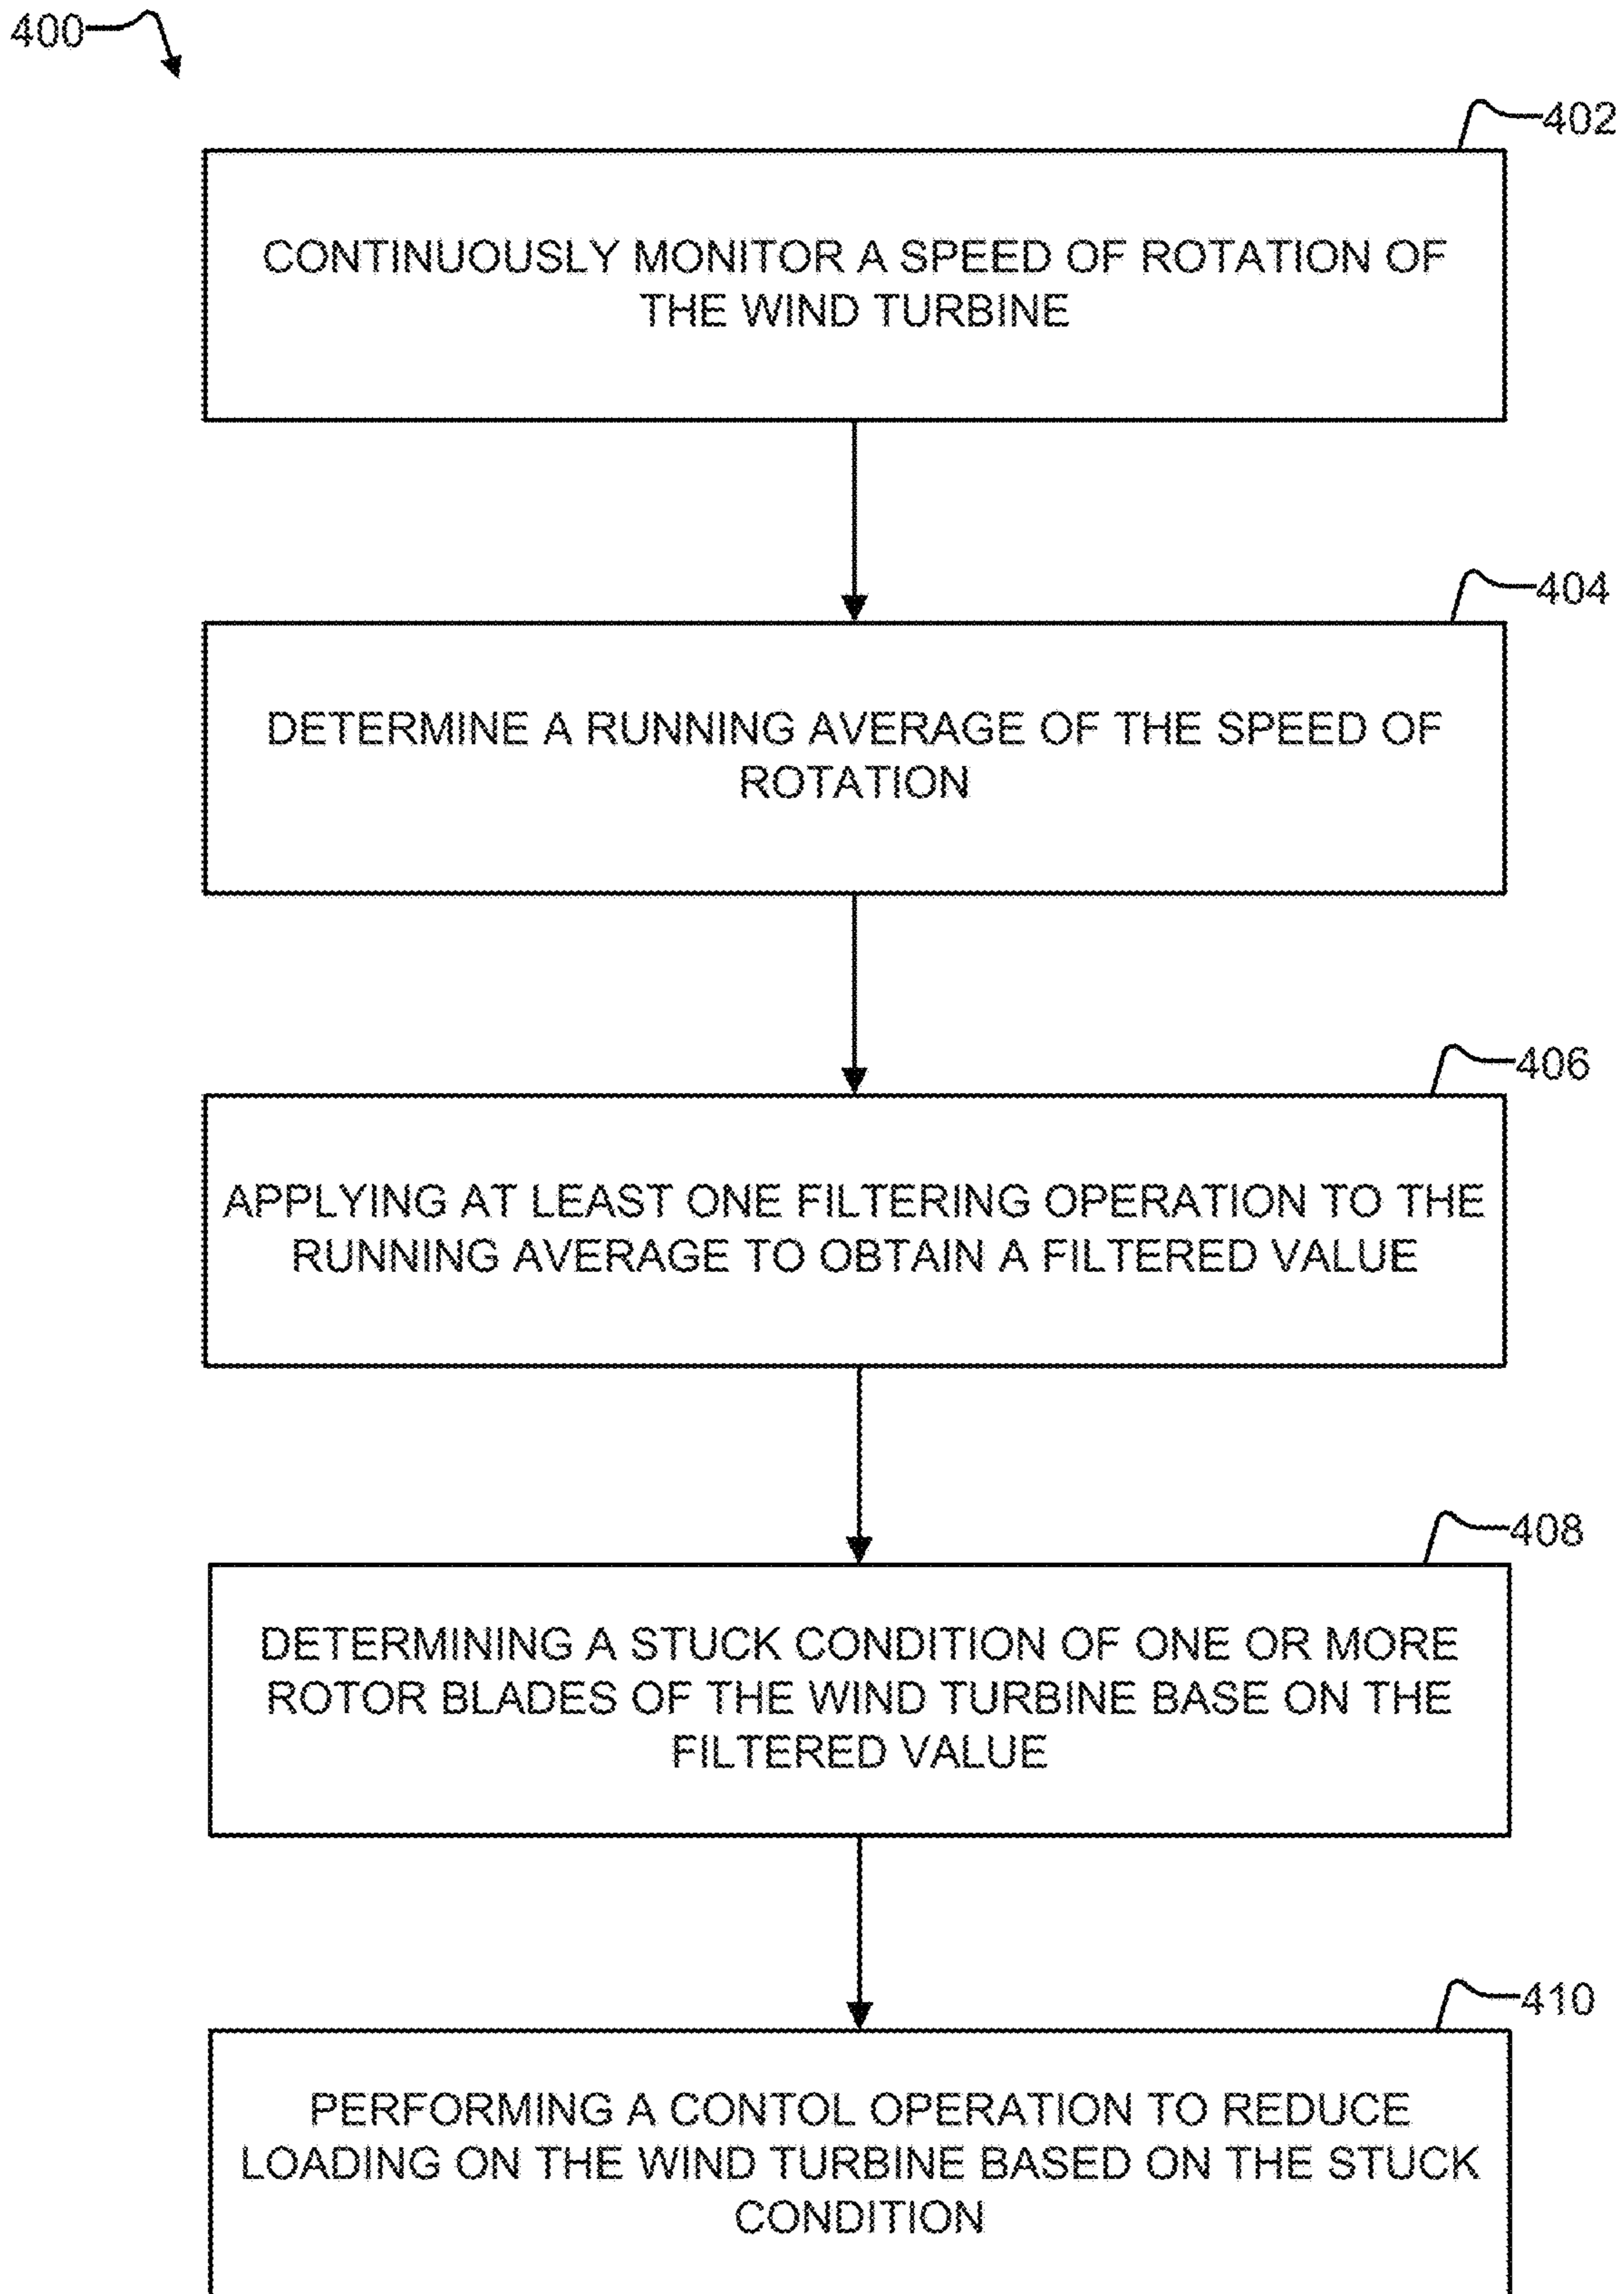 400
402
CONTINUOUSLY MONITOR A SPEED OF ROTATION OF
THE WIND TURBINE
404
DETERMINE A RUNNING AVERAGE OF THE SPEED OF
ROTATION
406
APPLYING AT LEAST ONE FILTERING OPERATION TO THE
RUNNING AVERAGE TO OBTAIN A FILTERED VALUE
408
DETERMINING A STUCK CONDITION OF ONE OR MORE
ROTOR BLADES OF THE WIND TURBINE BASE ON THE
FILTERED VALUE
410
PERFORMING A CONTOL OPERATION TO REDUCE
LOADING ON THE WIND TURBINE BASED ON THE STUCK
CONDITION